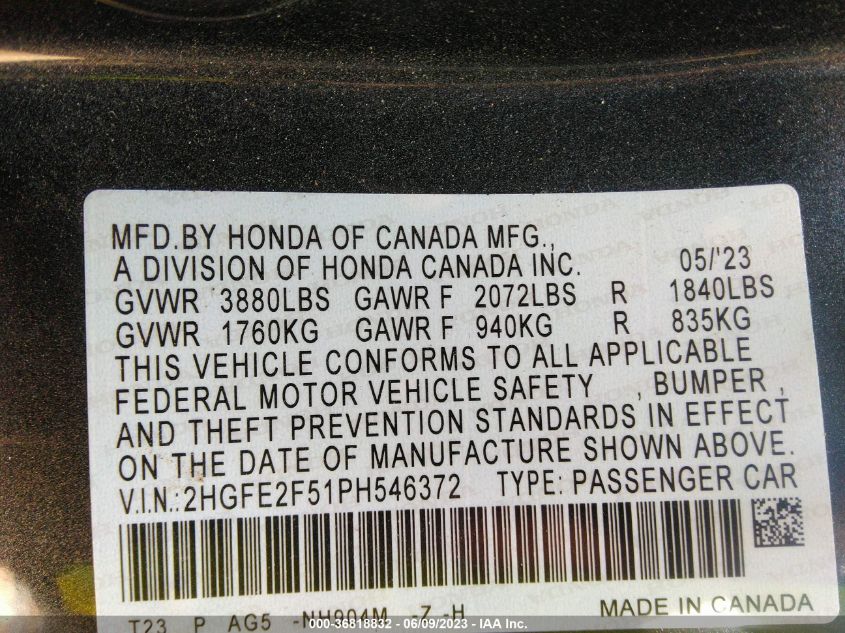 MFD.BY HONDA OF CANADA MFG.,
A DIVISION OF HONDA CANADA INC. 05/'23
GVWR 3880LBS GAWR F 2072LBS R 1840LBS
GVWR 1760KG GAWR F 940KG R 835KG
THIS VEHICLE CONFORMS TO ALL APPLICABLE
FEDERAL MOTOR VEHICLE SAFETY , BUMPER ,
AND THEFT PREVENTION STANDARDS IN EFFECT
ON THE DATE OF MANUFACTURE SHOWN ABOVE.
V.I.N.:2HGFE2F51PH546372 TYPE: PASSENGER CAR
T23 P AG5 -NH904M -Z -H MADE IN CANADA
000-36818832 - 06/09/2023 - IAA Inc.